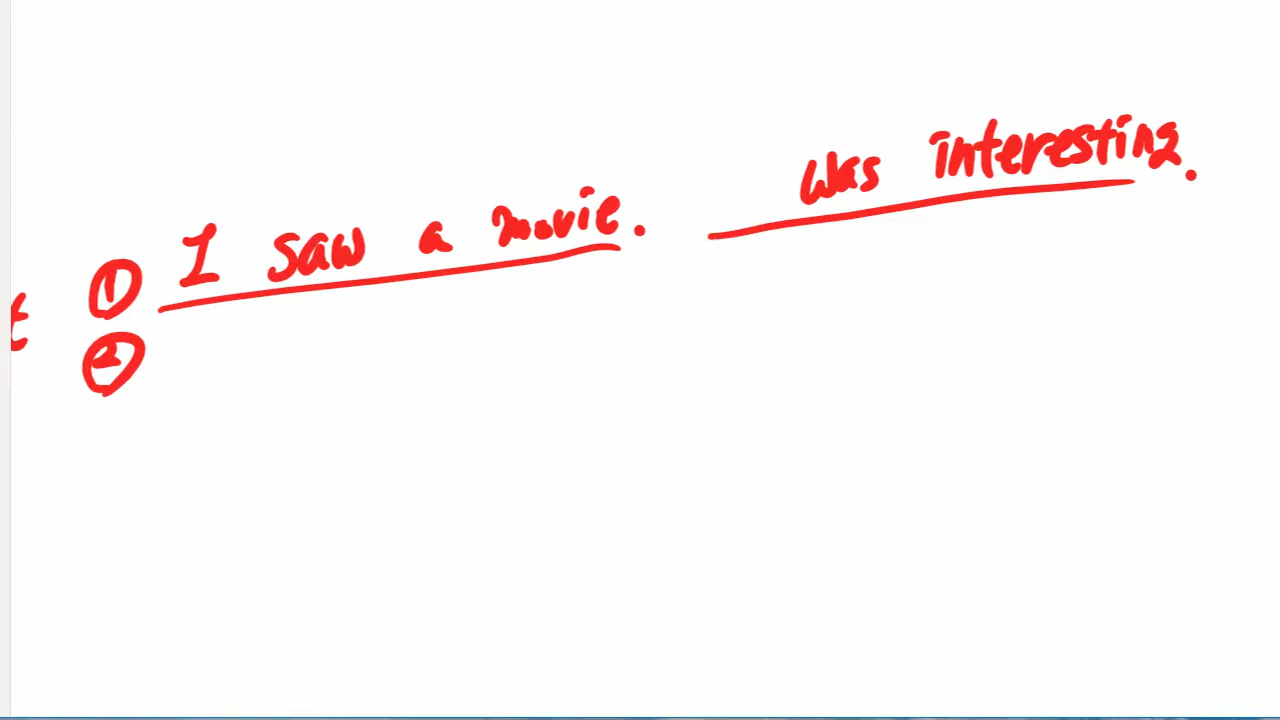 ① I saw a movie. was interesting.
t
②